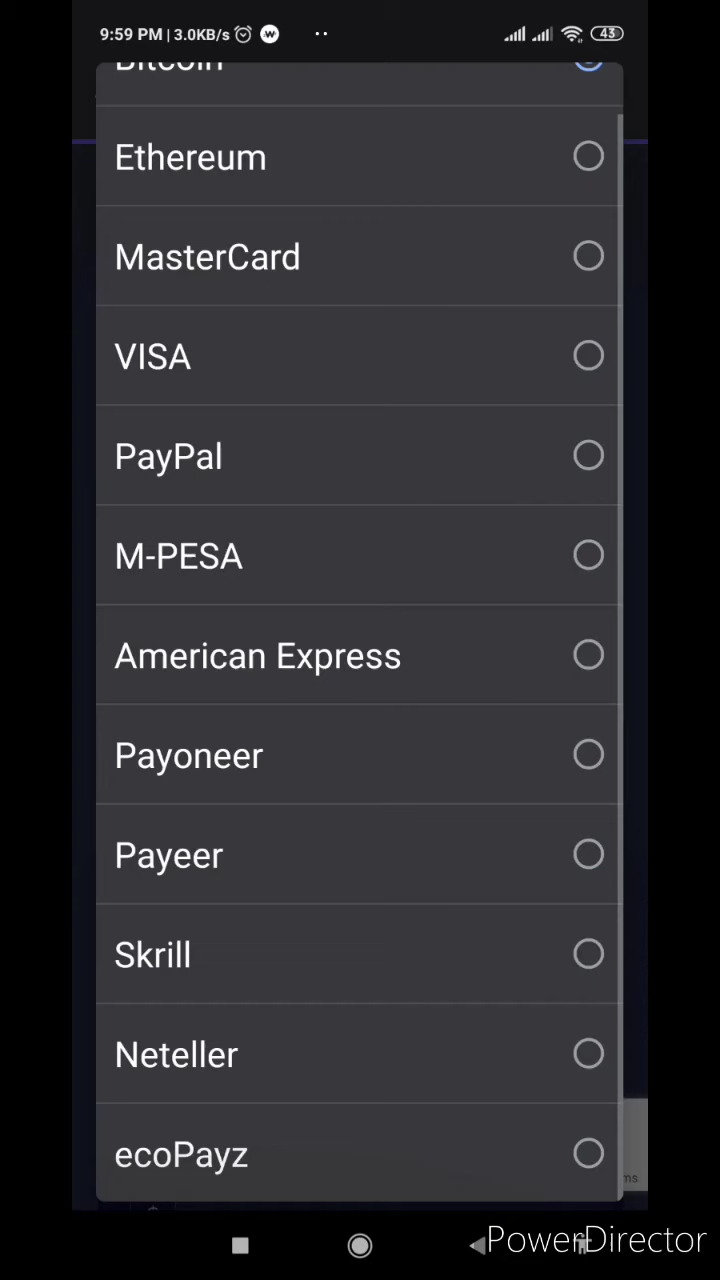 9:59 PM | 3.0KB/s
43
Bitcoin
Ethereum
MasterCard
VISA
PayPal
M-PESA
American Express
Payoneer
Payeer
Skrill
Neteller
ecoPayz
ms
PowerDirector